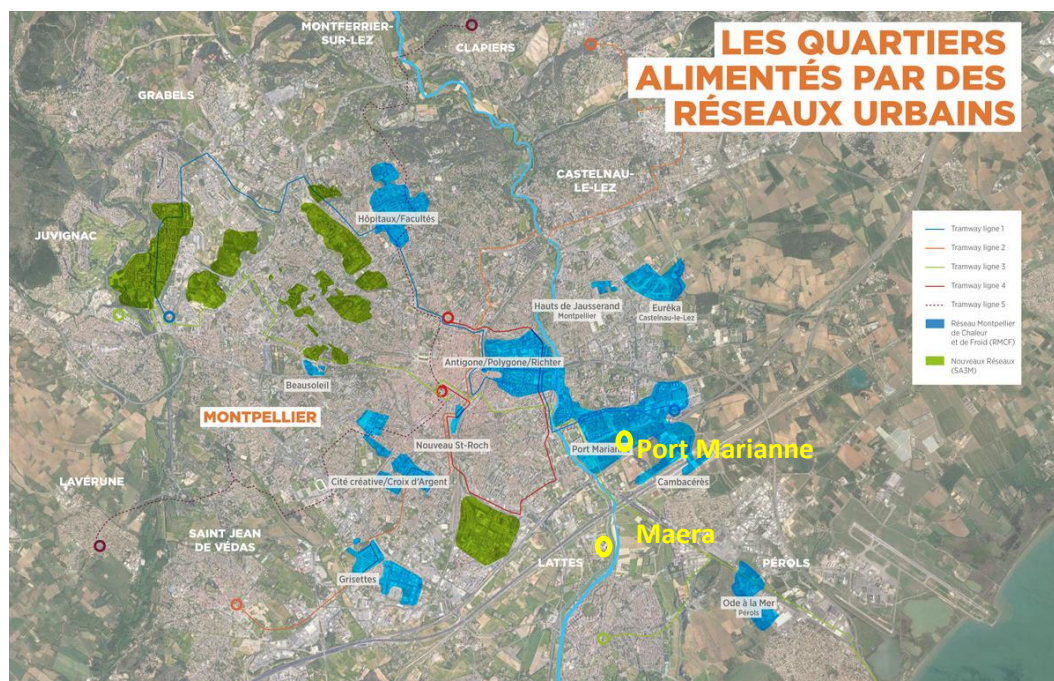 LES QUARTIERS
ALIMENTÉS PAR DES
RÉSEAUX URBAINS
MONTFERRIER-
SUR-LEZ
CLAPIERS
GRABELS
CASTELNAU-
LE-LEZ
JUVIGNAC
Hôpitaux/Facultés
Tramway ligne 1
Tramway ligne 2
Tramway ligne 3
Tramway ligne 4
Tramway ligne 5
Réseau Montpellier
de Chaleur
et de Froid (RMCF)
Nouveaux Réseaux
(SA3M)
Hauts de Jausserand
Montpellier
Eurêka
Castelnau-le-Lez
Antigone/Polygone/Richter
Beausoleil
MONTPELLIER
Nouveau St-Roch
Port Marian
Port Marianne
Cité créative/Croix d'Argent
Cambacérès
LAVÉRUNE
SAINT JEAN
DE VÉDAS
Maera
LATTES
PÉROLS
Grisettes
Ode à la Mer
Pérols